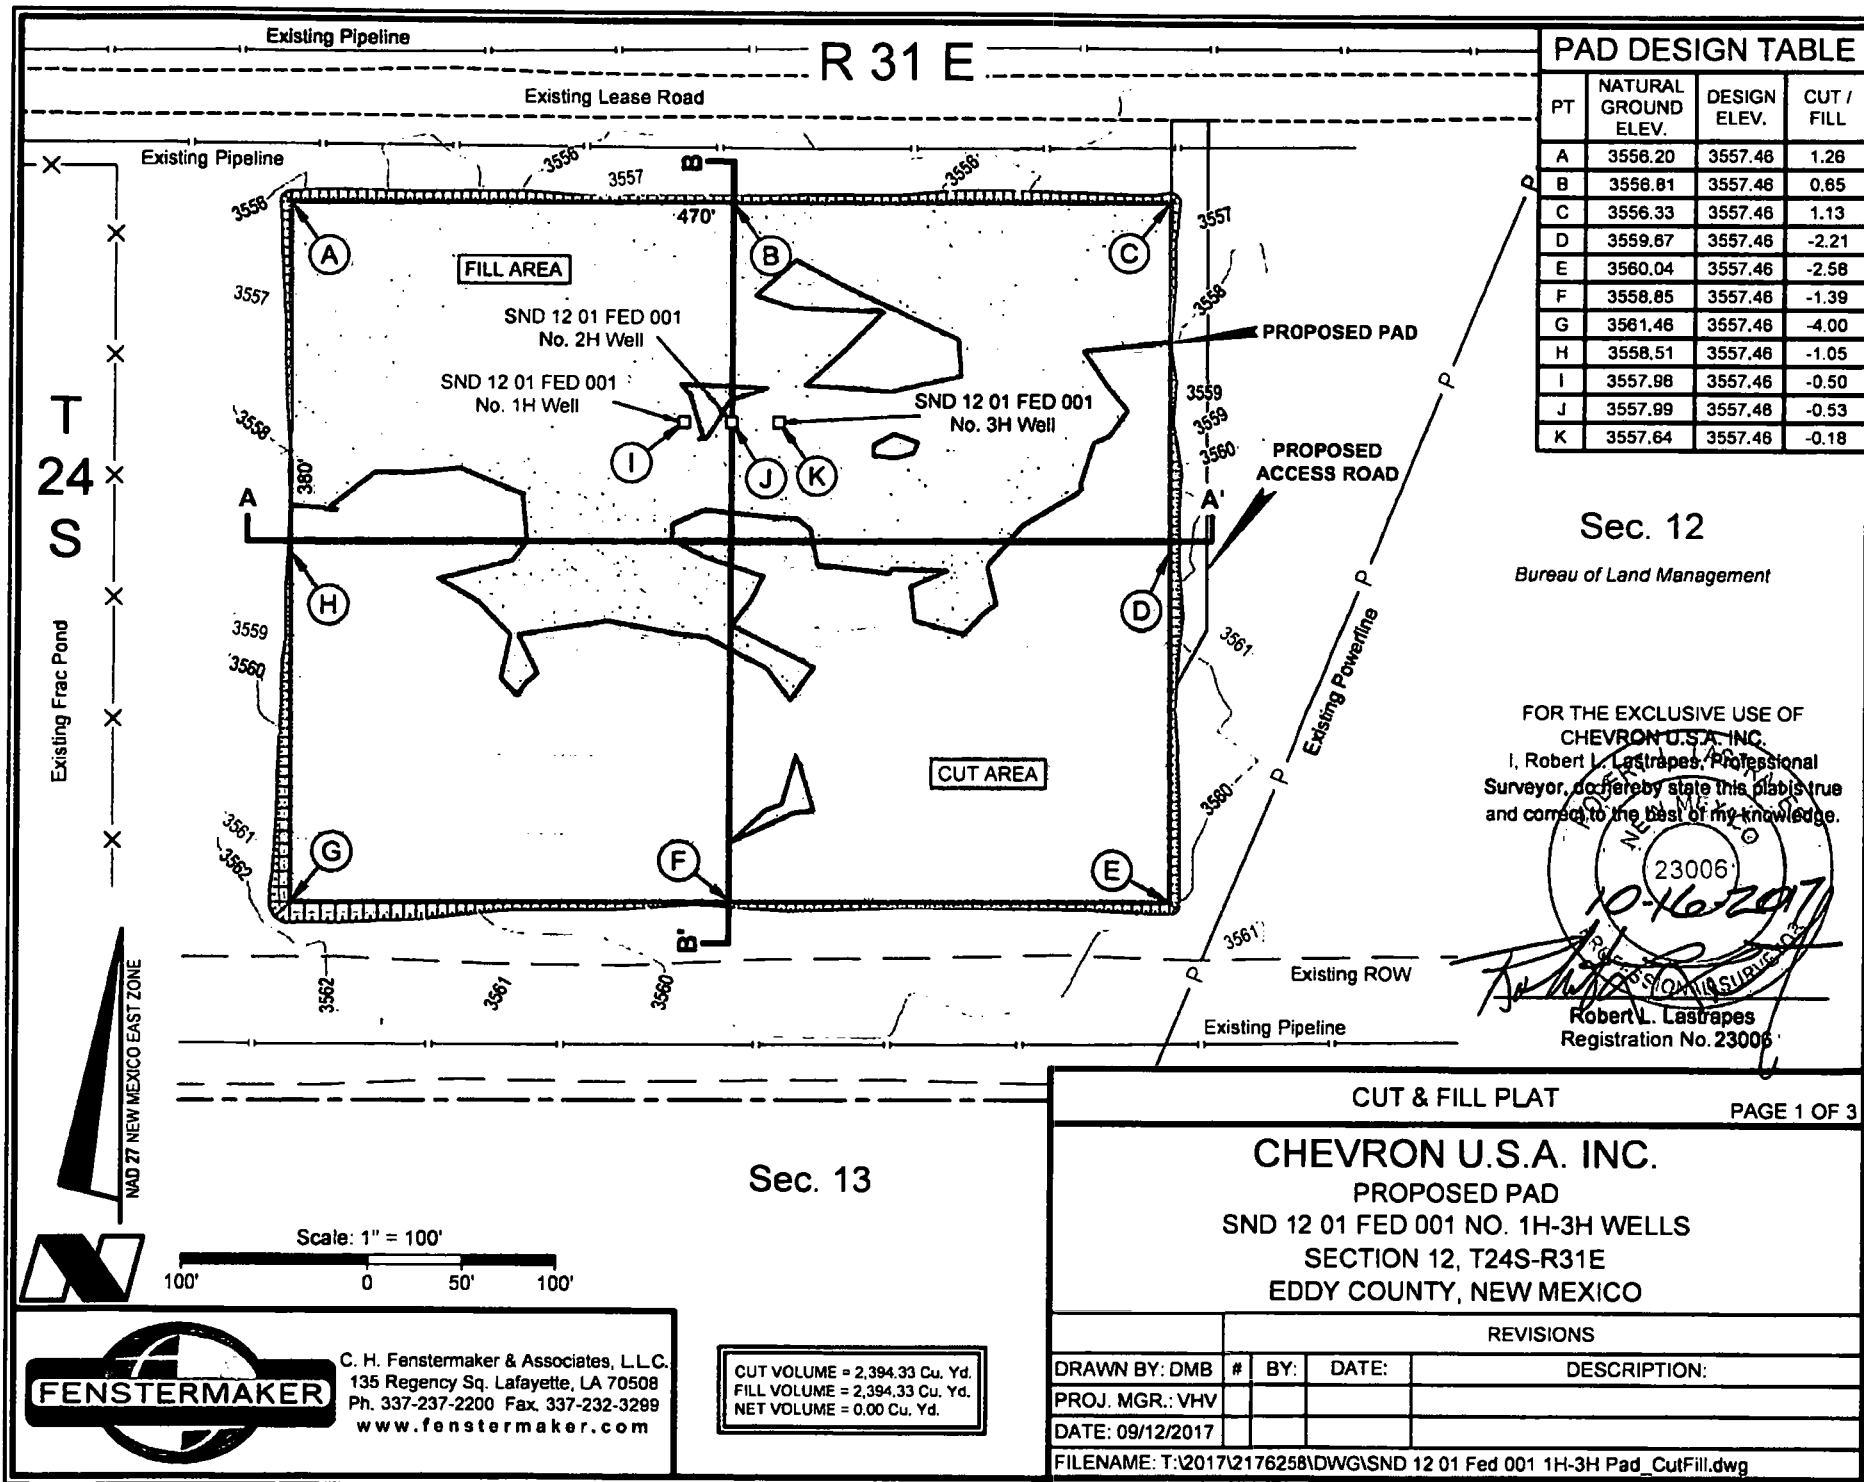 Existing Pipeline
R 31 E
Existing Lease Road
Existing Pipeline
PAD DESIGN TABLE
PT NATURAL GROUND ELEV. DESIGN ELEV. CUT / FILL
A 3556.20 3557.46 1.26
B 3556.81 3557.46 0.65
C 3556.33 3557.46 1.13
D 3559.67 3557.46 -2.21
E 3560.04 3557.46 -2.58
F 3558.85 3557.46 -1.39
G 3561.46 3557.46 -4.00
H 3558.51 3557.46 -1.05
I 3557.96 3557.46 -0.50
J 3557.99 3557.46 -0.53
K 3557.64 3557.46 -0.18
3556
3557
B
3556
3556
470'
3557
A
B
C
FILL AREA
3557
3558
SND 12 01 FED 001
No. 2H Well
PROPOSED PAD
SND 12 01 FED 001
No. 1H Well
SND 12 01 FED 001
No. 3H Well
3559
3559
3560
3558
380'
I
J
K
PROPOSED
ACCESS ROAD
A
A'
T
24
S
Sec. 12
Bureau of Land Management
H
D
3559
3560
3561
Existing Frac Pond
Existing Powerline
P
P
P
P
P
CUT AREA
3560
3561
3562
G
F
E
B'
3561
3562
3561
3560
Existing ROW
Existing Pipeline
FOR THE EXCLUSIVE USE OF
CHEVRON U.S.A. INC.
I, Robert L. Lastrapes, Professional
Surveyor, do hereby state this plat is true
and correct to the best of my knowledge.
ROBERT L. LASTRAPES
NEW MEXICO
23006
PROFESSIONAL SURVEYOR
10-16-2017
Robert L. Lastrapes
Registration No. 23006
NAD 27 NEW MEXICO EAST ZONE
Sec. 13
Scale: 1" = 100'
100' 0 50' 100'
FENSTERMAKER
C. H. Fenstermaker & Associates, L.L.C.
135 Regency Sq. Lafayette, LA 70508
Ph. 337-237-2200 Fax. 337-232-3299
www.fenstermaker.com
CUT VOLUME = 2,394.33 Cu. Yd.
FILL VOLUME = 2,394.33 Cu. Yd.
NET VOLUME = 0.00 Cu. Yd.
CUT & FILL PLAT
PAGE 1 OF 3
CHEVRON U.S.A. INC.
PROPOSED PAD
SND 12 01 FED 001 NO. 1H-3H WELLS
SECTION 12, T24S-R31E
EDDY COUNTY, NEW MEXICO
REVISIONS
DRAWN BY: DMB # BY: DATE: DESCRIPTION:
PROJ. MGR.: VHV
DATE: 09/12/2017
FILENAME: T:\2017\2176258\DWG\SND 12 01 Fed 001 1H-3H Pad_CutFill.dwg